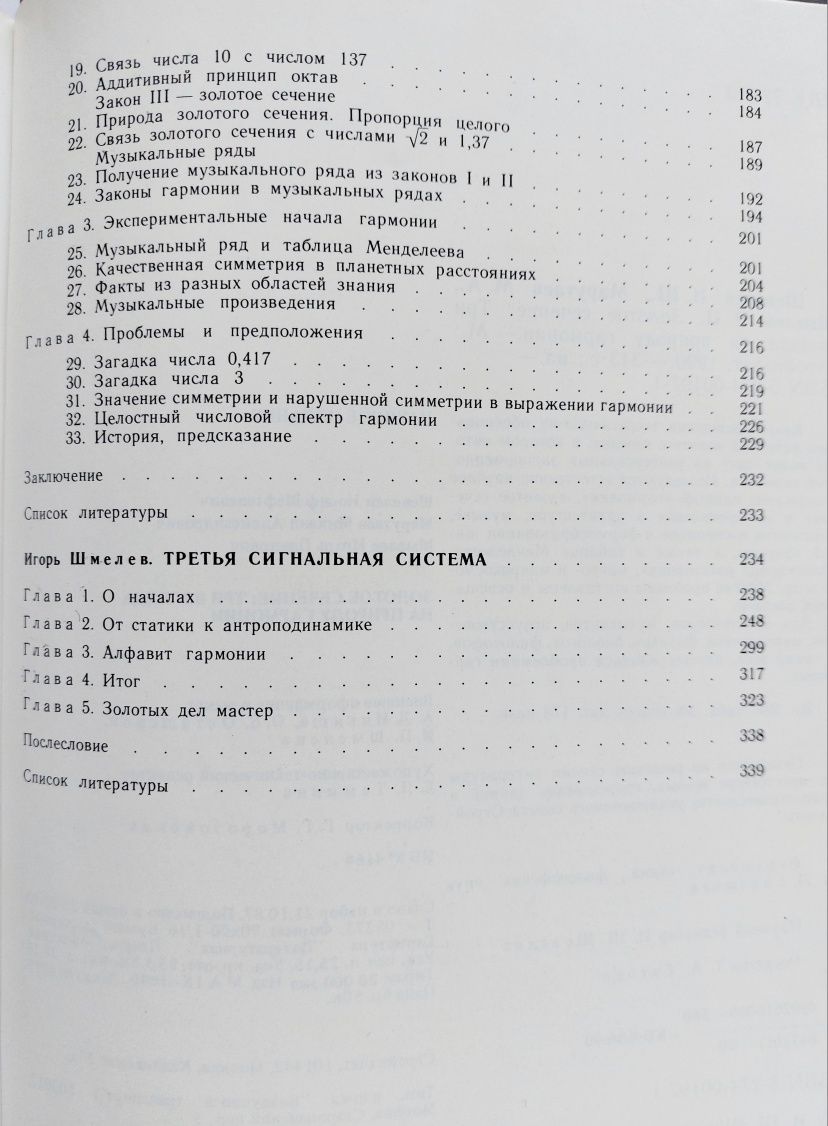 19. Связь числа 10 с числом 137 . . . 183
20. Аддитивный принцип октав . . . 184
Закон III — золотое сечение
21. Природа золотого сечения. Пропорция целого . . . 187
22. Связь золотого сечения с числами √2 и 1,37 . . . 189
Музыкальные ряды
23. Получение музыкального ряда из законов I и II . . . 192
24. Законы гармонии в музыкальных рядах . . . 194
Глава 3. Экспериментальные начала гармонии . . . 201
25. Музыкальный ряд и таблица Менделеева . . . 201
26. Качественная симметрия в планетных расстояниях . . . 204
27. Факты из разных областей знания . . . 208
28. Музыкальные произведения . . . 214
Глава 4. Проблемы и предположения . . . 216
29. Загадка числа 0,417 . . . 216
30. Загадка числа 3 . . . 219
31. Значение симметрии и нарушенной симметрии в выражении гармонии . . 221
32. Целостный числовой спектр гармонии . . . 226
33. История, предсказание . . . 229
Заключение . . . 232
Список литературы . . . 233
Игорь Шмелев. ТРЕТЬЯ СИГНАЛЬНАЯ СИСТЕМА . . . 234
Глава 1. О началах . . . 238
Глава 2. От статики к антроподинамике . . . 248
Глава 3. Алфавит гармонии . . . 299
Глава 4. Итог . . . 317
Глава 5. Золотых дел мастер . . . 323
Послесловие . . . 338
Список литературы . . . 339